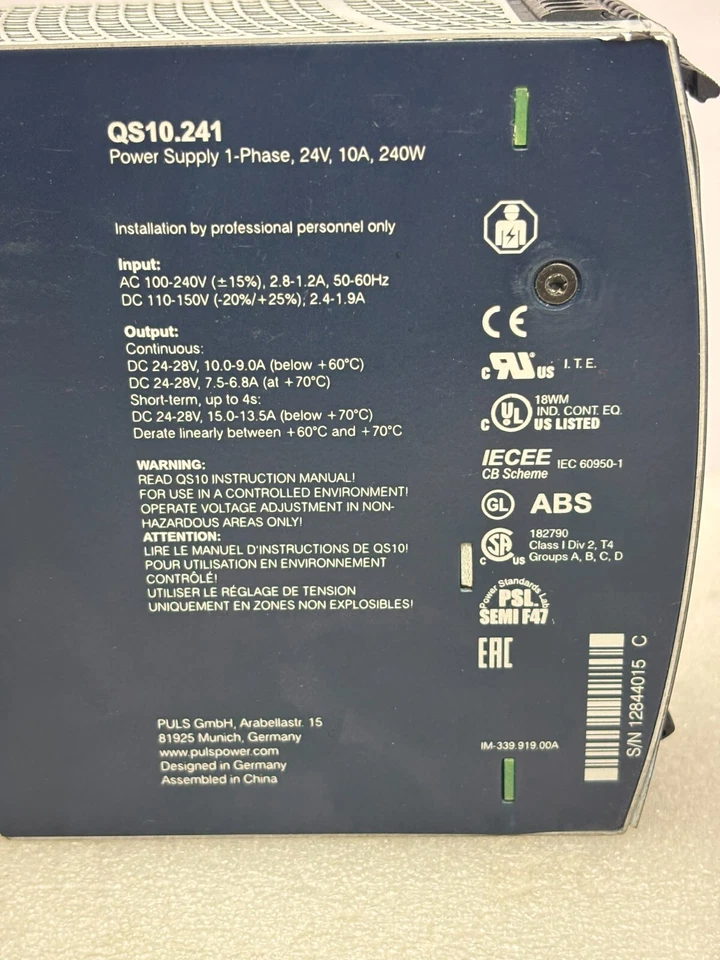 QS10.241
Power Supply 1-Phase, 24V, 10A, 240W
Installation by professional personnel only
Input:
AC 100-240V (±15%), 2.8-1.2A, 50-60Hz
DC 110-150V (-20%/+25%), 2.4-1.9A
Output:
Continuous:
DC 24-28V, 10.0-9.0A (below +60°C)
DC 24-28V, 7.5-6.8A (at +70°C)
Short-term, up to 4s:
DC 24-28V, 15.0-13.5A (below +70°C)
Derate linearly between +60°C and +70°C
WARNING:
READ QS10 INSTRUCTION MANUAL!
FOR USE IN A CONTROLLED ENVIRONMENT!
OPERATE VOLTAGE ADJUSTMENT IN NON-
HAZARDOUS AREAS ONLY!
ATTENTION:
LIRE LE MANUEL D'INSTRUCTIONS DE QS10!
POUR UTILISATION EN ENVIRONNEMENT
CONTRÔLÉ!
UTILISER LE RÉGLAGE DE TENSION
UNIQUEMENT EN ZONES NON EXPLOSIBLES!
PULS GmbH, Arabellastr. 15
81925 Munich, Germany
www.pulspower.com
Designed in Germany
Assembled in China
CE
c RU US I.T.E.
c UL 18WM
IND. CONT. EQ.
US LISTED
IECEE IEC 60950-1
CB Scheme
GL ABS
c SA US 182790
Class I Div 2, T4
Groups A, B, C, D
Power Standards Lab
PSL
SEMI F47
EAC
IM-339.919.00A
S/N 12844015 C